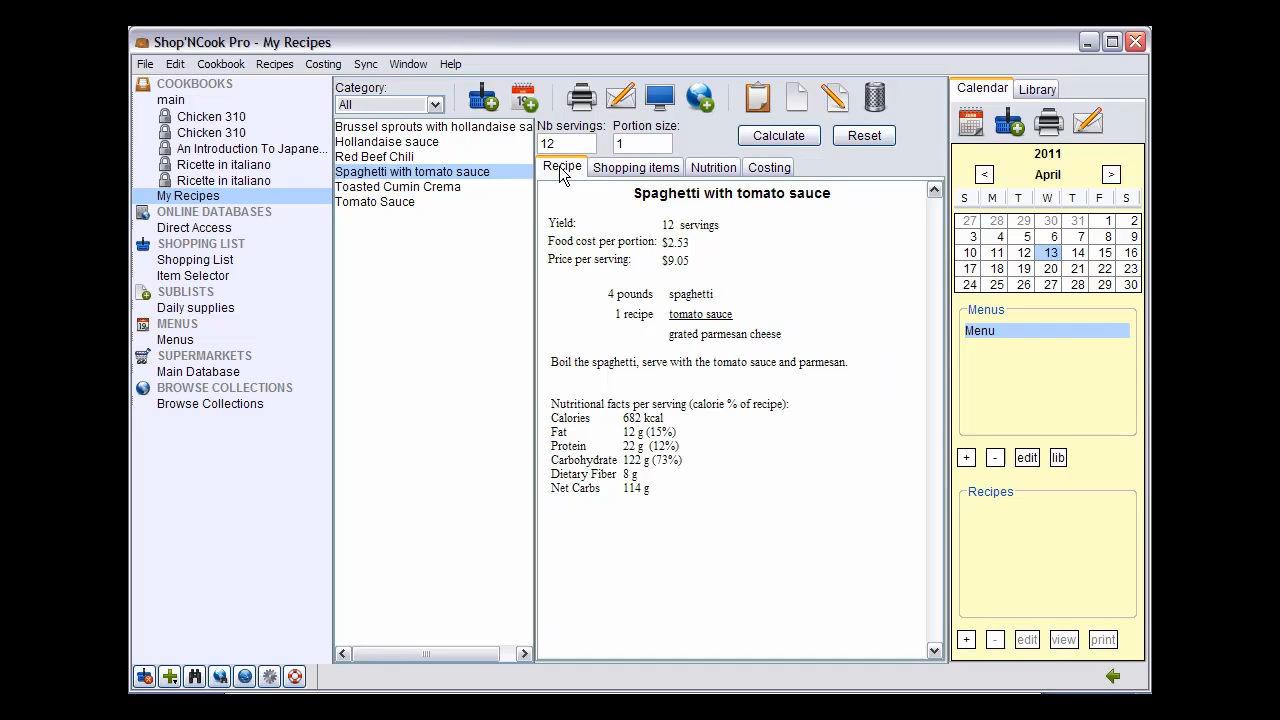 Shop'NCook Pro - My Recipes
File Edit Cookbook Recipes Costing Sync Window Help
COOKBOOKS
main
Chicken 310
Chicken 310
An Introduction To Japane...
Ricette in italiano
Ricette in italiano
My Recipes
ONLINE DATABASES
Direct Access
SHOPPING LIST
Shopping List
Item Selector
SUBLISTS
Daily supplies
MENUS
Menus
SUPERMARKETS
Main Database
BROWSE COLLECTIONS
Browse Collections
Category:
All
Brussel sprouts with hollandaise sa
Hollandaise sauce
Red Beef Chili
Spaghetti with tomato sauce
Toasted Cumin Crema
Tomato Sauce
19
Nb servings: Portion size:
12 1 Calculate Reset
Recipe Shopping items Nutrition Costing
Spaghetti with tomato sauce
Yield: 12 servings
Food cost per portion: $2.53
Price per serving: $9.05
4 pounds spaghetti
1 recipe tomato sauce
grated parmesan cheese
Boil the spaghetti, serve with the tomato sauce and parmesan.
Nutritional facts per serving (calorie % of recipe):
Calories 682 kcal
Fat 12 g (15%)
Protein 22 g (12%)
Carbohydrate 122 g (73%)
Dietary Fiber 8 g
Net Carbs 114 g
Calendar Library
2011
< April >
S M T W T F S
27 28 29 30 31 1 2
3 4 5 6 7 8 9
10 11 12 13 14 15 16
17 18 19 20 21 22 23
24 25 26 27 28 29 30
Menus
Menu
+ - edit lib
Recipes
+ - edit view print